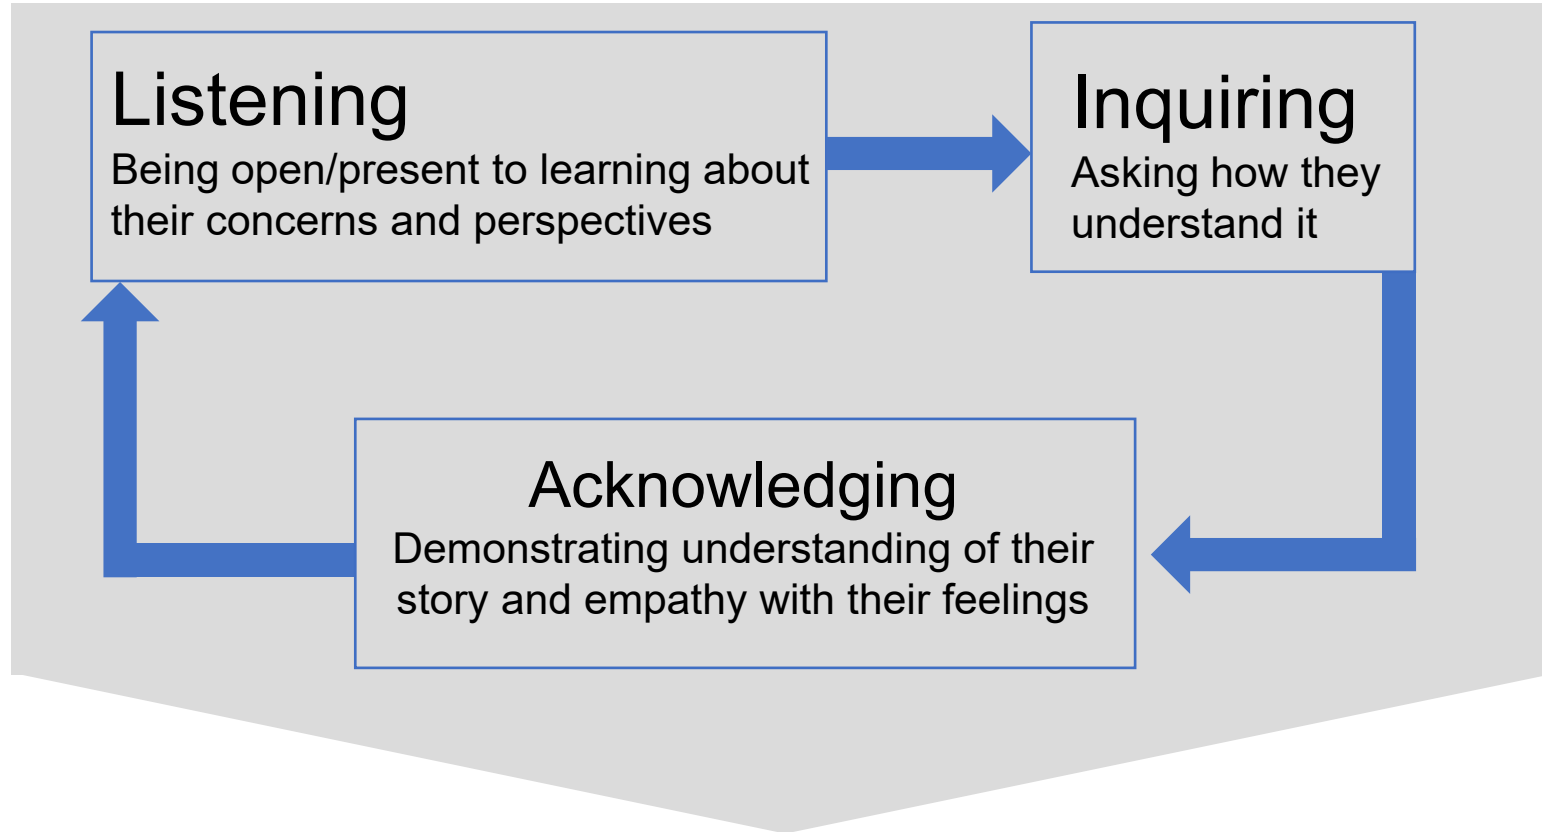 Listening
Being open/present to learning about
their concerns and perspectives
Inquiring
Asking how they
understand it
Acknowledging
Demonstrating understanding of their
story and empathy with their feelings